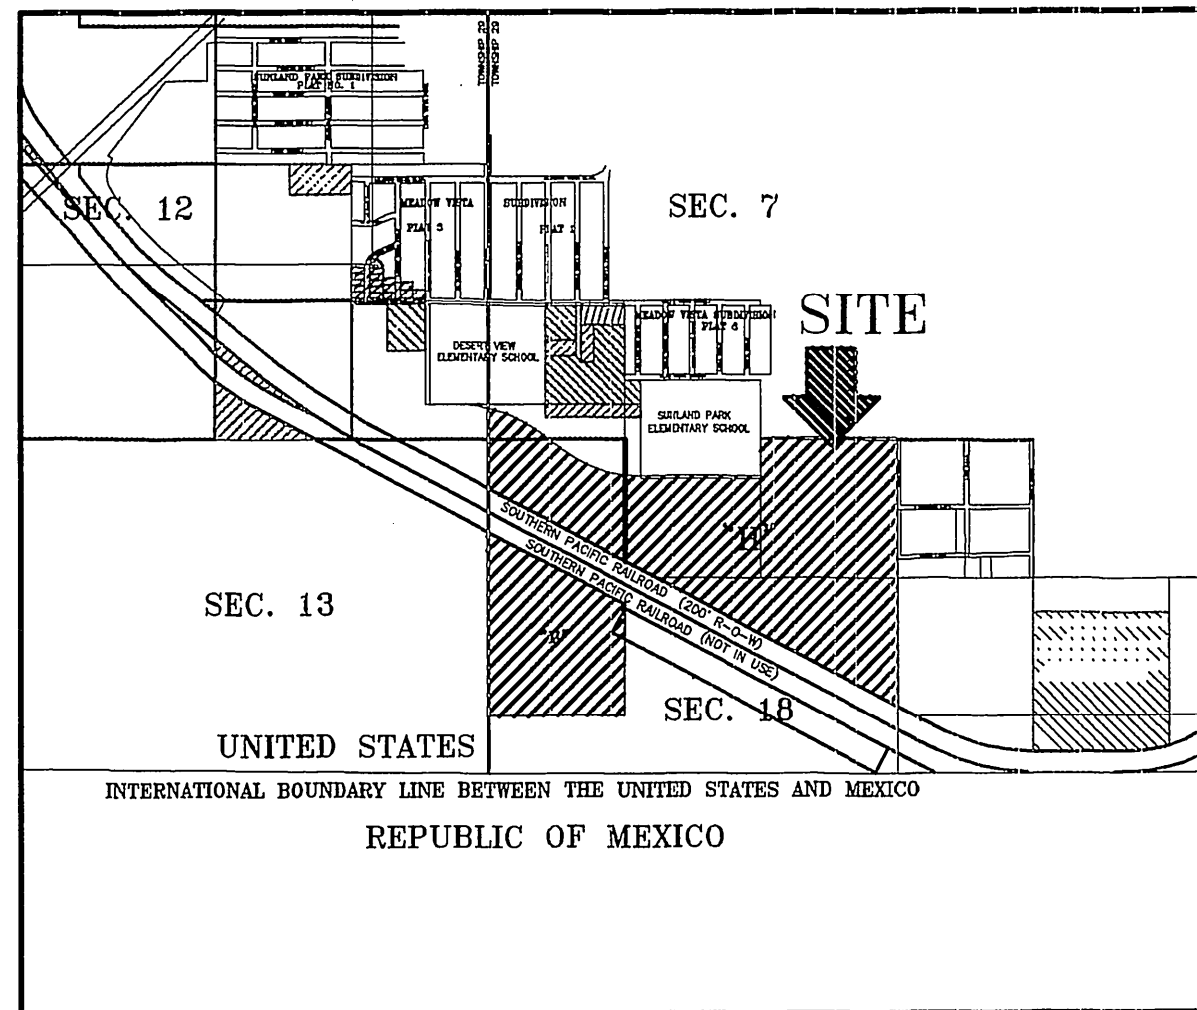 TOWNSHIP 29
TOWNSHIP 29
SUNLAND PARK SUBDIVISION
PLAT NO. 1
SEC. 12
MEADOW VISTA
PLAT 3
SUBDIVISION
PLAT
SEC. 7
MEADOW VISTA SUBDIVISION
PLAT 6
SITE
DESERT VIEW
ELEMENTARY SCHOOL
SUNLAND PARK
ELEMENTARY SCHOOL
"H"
SOUTHERN PACIFIC RAILROAD (200' R-O-W)
SOUTHERN PACIFIC RAILROAD (NOT IN USE)
SEC. 13
SEC. 18
UNITED STATES
INTERNATIONAL BOUNDARY LINE BETWEEN THE UNITED STATES AND MEXICO
REPUBLIC OF MEXICO